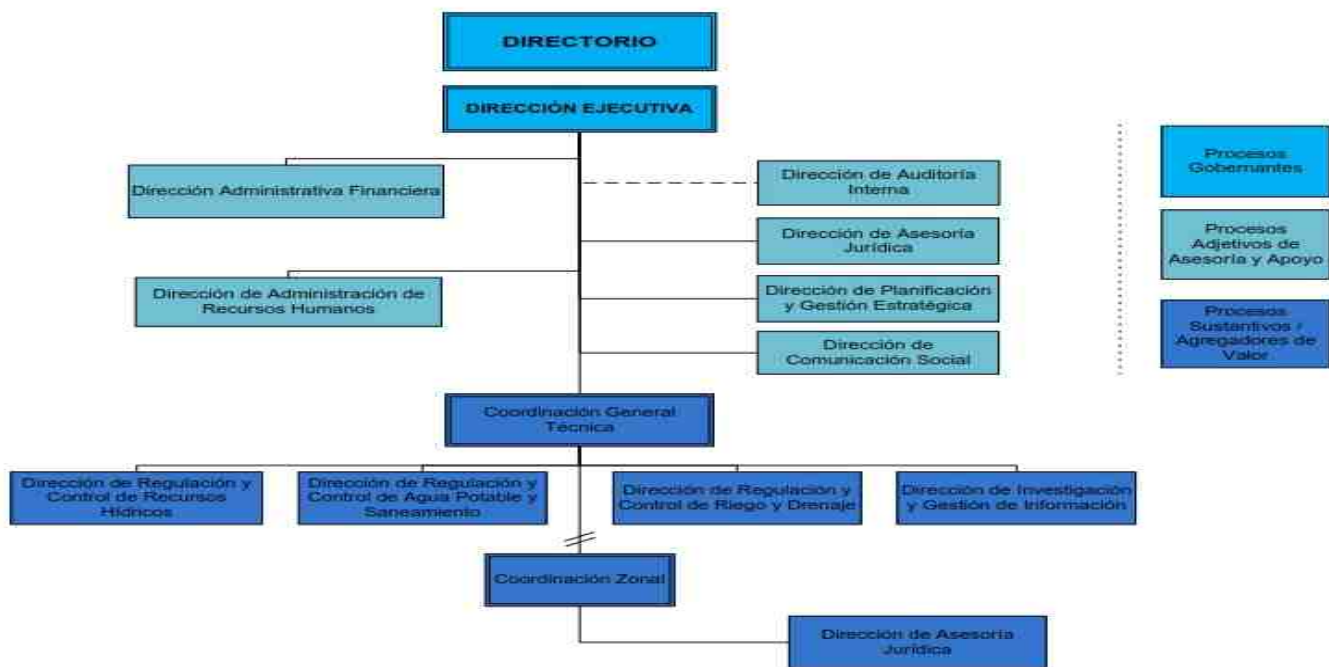 DIRECTORIO
DIRECCIÓN EJECUTIVA
Dirección Administrativa Financiera
Dirección de Auditoría
Interna
Dirección de Asesoría
Jurídica
Dirección de Administración de
Recursos Humanos
Dirección de Planificación
y Gestión Estratégica
Dirección de
Comunicación Social
Procesos
Gobernantes
Procesos
Adjetivos de
Asesoría y Apoyo
Procesos
Sustantivos /
Agregadores de
Valor
Coordinación General
Técnica
Dirección de Regulación y
Control de Recursos
Hídricos
Dirección de Regulación y
Control de Agua Potable y
Saneamiento
Dirección de Regulación y
Control de Riego y Drenaje
Dirección de Investigación
y Gestión de Información
Coordinación Zonal
Dirección de Asesoría
Jurídica